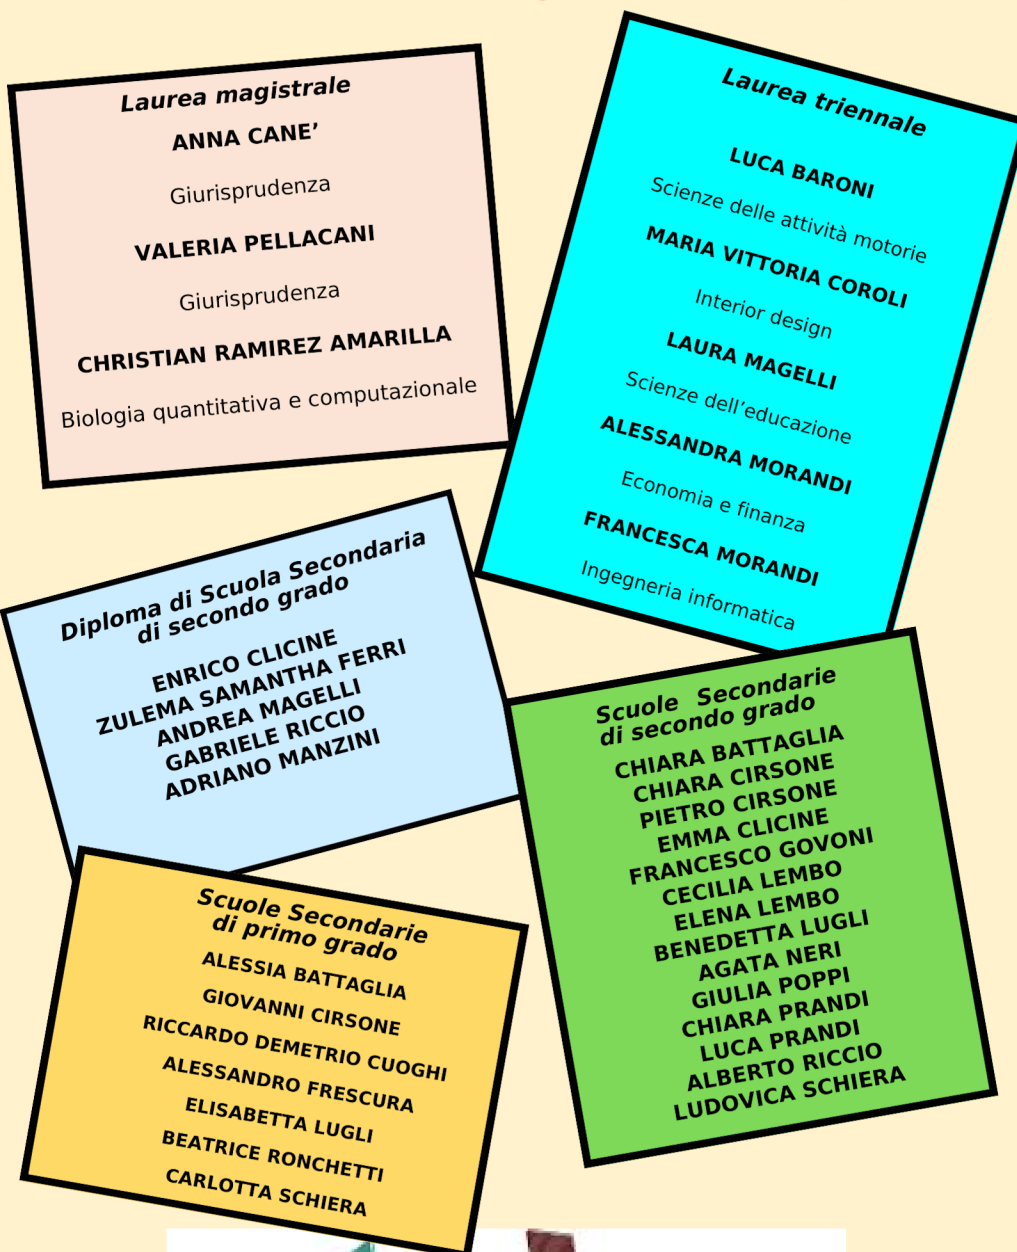 Laurea magistrale
ANNA CANE’
Giurisprudenza
VALERIA PELLACANI
Giurisprudenza
CHRISTIAN RAMIREZ AMARILLA
Biologia quantitativa e computazionale
Laurea triennale
LUCA BARONI
Scienze delle attività motorie
MARIA VITTORIA COROLI
Interior design
LAURA MAGELLI
Scienze dell’educazione
ALESSANDRA MORANDI
Economia e finanza
FRANCESCA MORANDI
Ingegneria informatica
Diploma di Scuola Secondaria
di secondo grado
ENRICO CLICINE
ZULEMA SAMANTHA FERRI
ANDREA MAGELLI
GABRIELE RICCIO
ADRIANO MANZINI
Scuole Secondarie
di secondo grado
CHIARA BATTAGLIA
CHIARA CIRSONE
PIETRO CIRSONE
EMMA CLICINE
FRANCESCO GOVONI
CECILIA LEMBO
ELENA LEMBO
BENEDETTA LUGLI
AGATA NERI
GIULIA POPPI
CHIARA PRANDI
LUCA PRANDI
ALBERTO RICCIO
LUDOVICA SCHIERA
Scuole Secondarie
di primo grado
ALESSIA BATTAGLIA
GIOVANNI CIRSONE
RICCARDO DEMETRIO CUOGHI
ALESSANDRO FRESCURA
ELISABETTA LUGLI
BEATRICE RONCHETTI
CARLOTTA SCHIERA